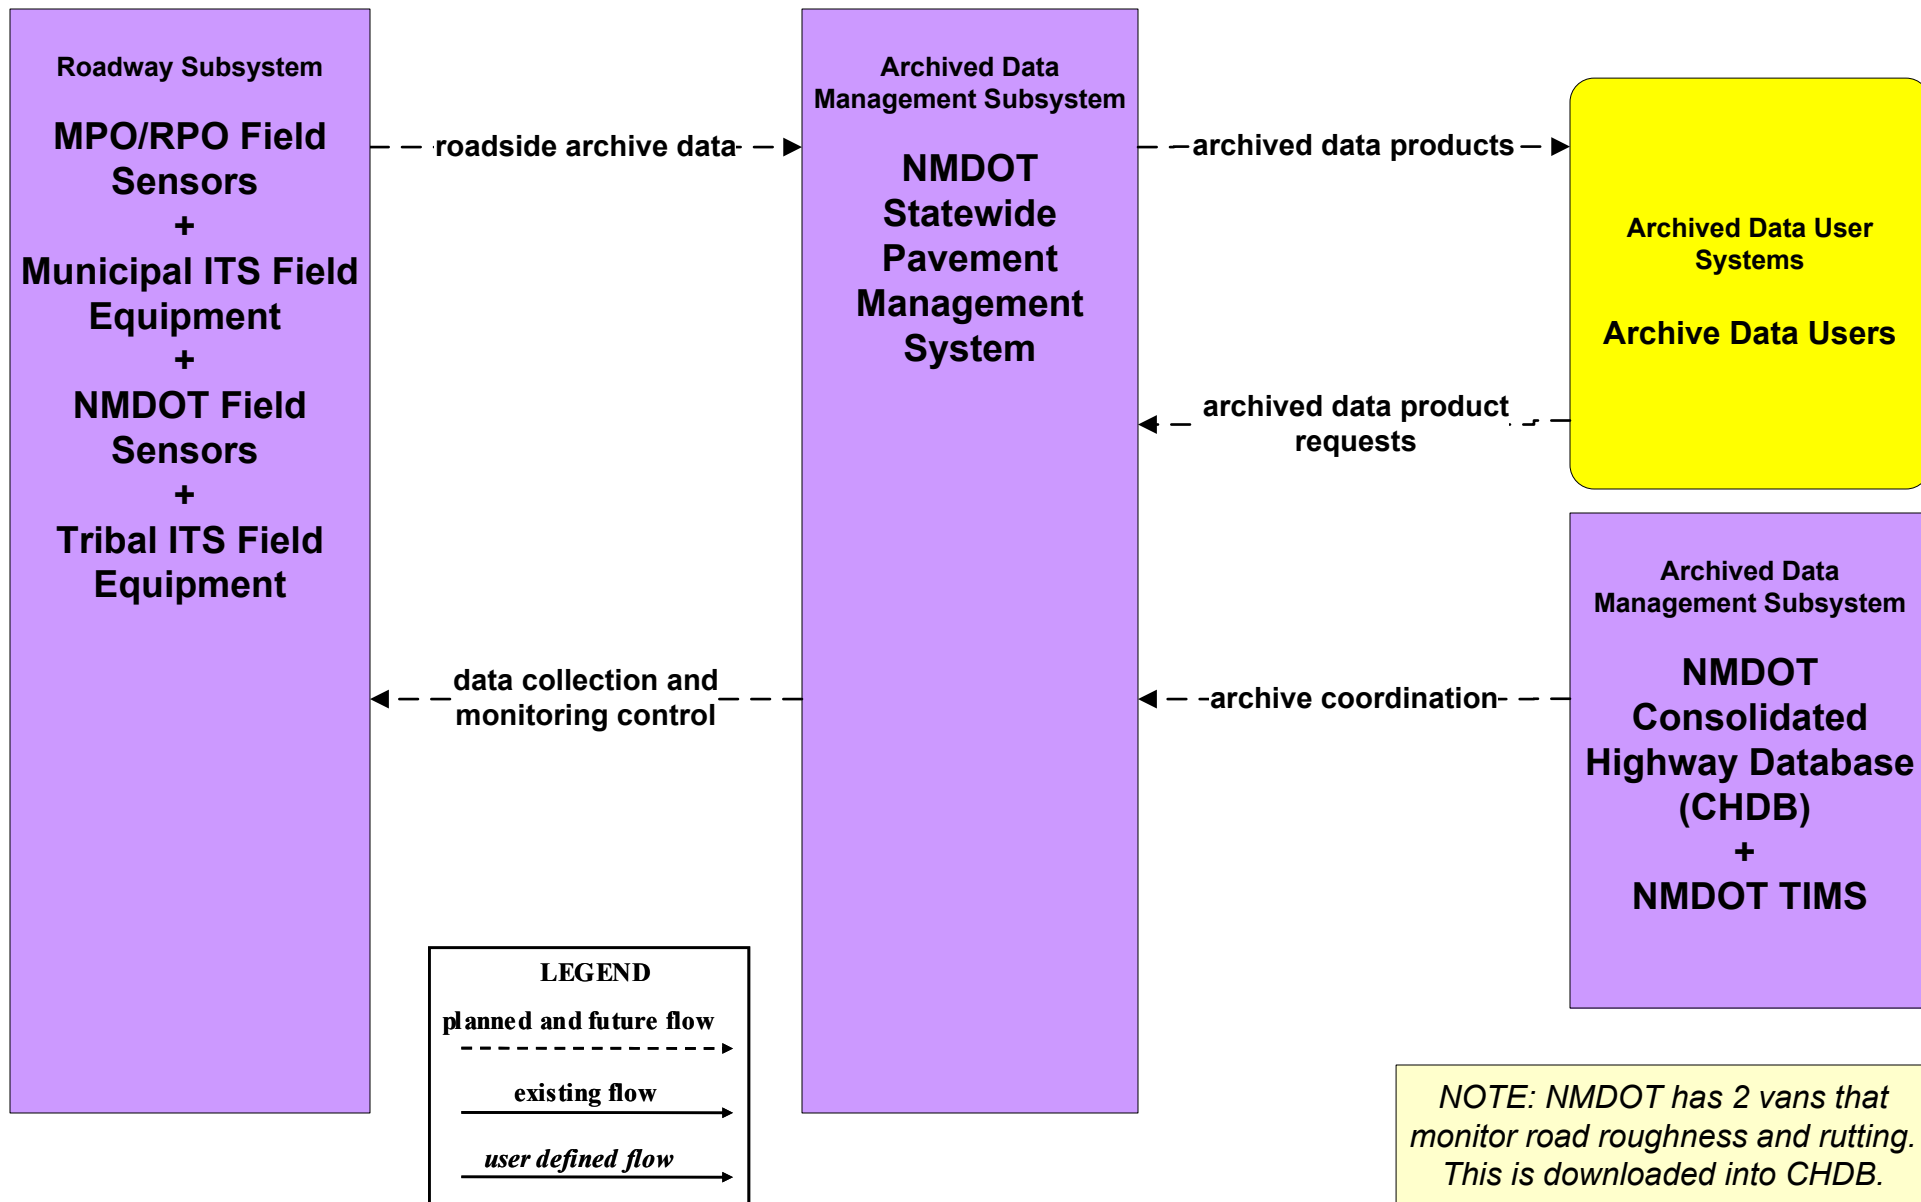 Roadway Subsystem
MPO/RPO Field
Sensors
+
Municipal ITS Field
Equipment
+
NMDOT Field
Sensors
+
Tribal ITS Field
Equipment
roadside archive data
data collection and
monitoring control
Archived Data
Management Subsystem
NMDOT
Statewide
Pavement
Management
System
archived data products
archived data product
requests
archive coordination
Archived Data User
Systems
Archive Data Users
Archived Data
Management Subsystem
NMDOT
Consolidated
Highway Database
(CHDB)
+
NMDOT TIMS
LEGEND
planned and future flow
existing flow
user defined flow
NOTE: NMDOT has 2 vans that
monitor road roughness and rutting.
This is downloaded into CHDB.